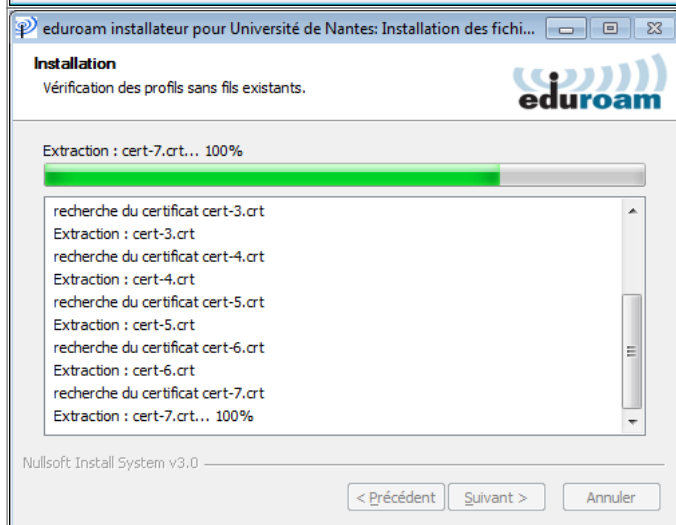 eduroam installateur pour Université de Nantes: Installation des fichi...
Installation
Vérification des profils sans fils existants.
eduroam
Extraction : cert-7.crt... 100%
recherche du certificat cert-3.crt
Extraction : cert-3.crt
recherche du certificat cert-4.crt
Extraction : cert-4.crt
recherche du certificat cert-5.crt
Extraction : cert-5.crt
recherche du certificat cert-6.crt
Extraction : cert-6.crt
recherche du certificat cert-7.crt
Extraction : cert-7.crt... 100%
Nullsoft Install System v3.0
< Précédent Suivant > Annuler